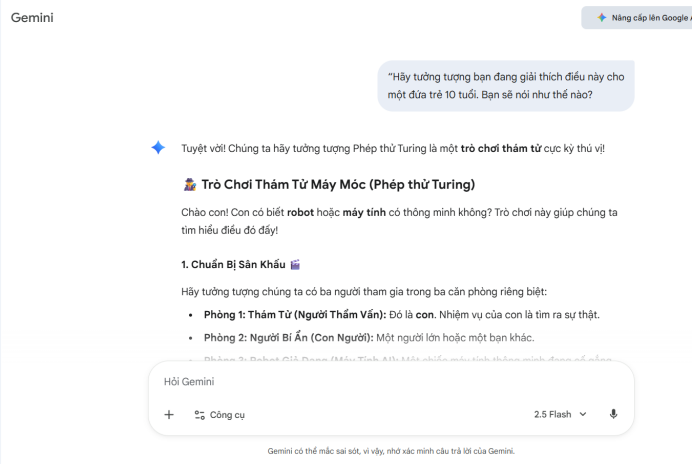 Gemini
Nâng cấp lên Google A
“Hãy tưởng tượng bạn đang giải thích điều này cho
một đứa trẻ 10 tuổi. Bạn sẽ nói như thế nào?
Tuyệt vời! Chúng ta hãy tưởng tượng Phép thử Turing là một trò chơi thám tử cực kỳ thú vị!
🕵️ Trò Chơi Thám Tử Máy Móc (Phép thử Turing)
Chào con! Con có biết robot hoặc máy tính có thông minh không? Trò chơi này giúp chúng ta
tìm hiểu điều đó đấy!
1. Chuẩn Bị Sân Khấu 🎬
Hãy tưởng tượng chúng ta có ba người tham gia trong ba căn phòng riêng biệt:
• Phòng 1: Thám Tử (Người Thẩm Vấn): Đó là con. Nhiệm vụ của con là tìm ra sự thật.
• Phòng 2: Người Bí Ẩn (Con Người): Một người lớn hoặc một bạn khác.
• Phòng 3: Robot Giả Dạng (Máy Tính AI): Một chiếc máy tính thông minh đang cố gắng
Hỏi Gemini
Công cụ
2.5 Flash
Gemini có thể mắc sai sót, vì vậy, nhớ xác minh câu trả lời của Gemini.